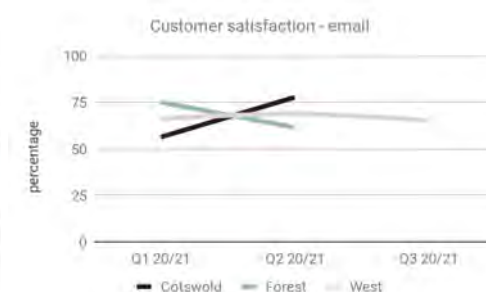 Customer satisfaction - email
100
75
50
25
0
percentage
Q1 20/21
Q2 20/21
Q3 20/21
Cotswold
Forest
West